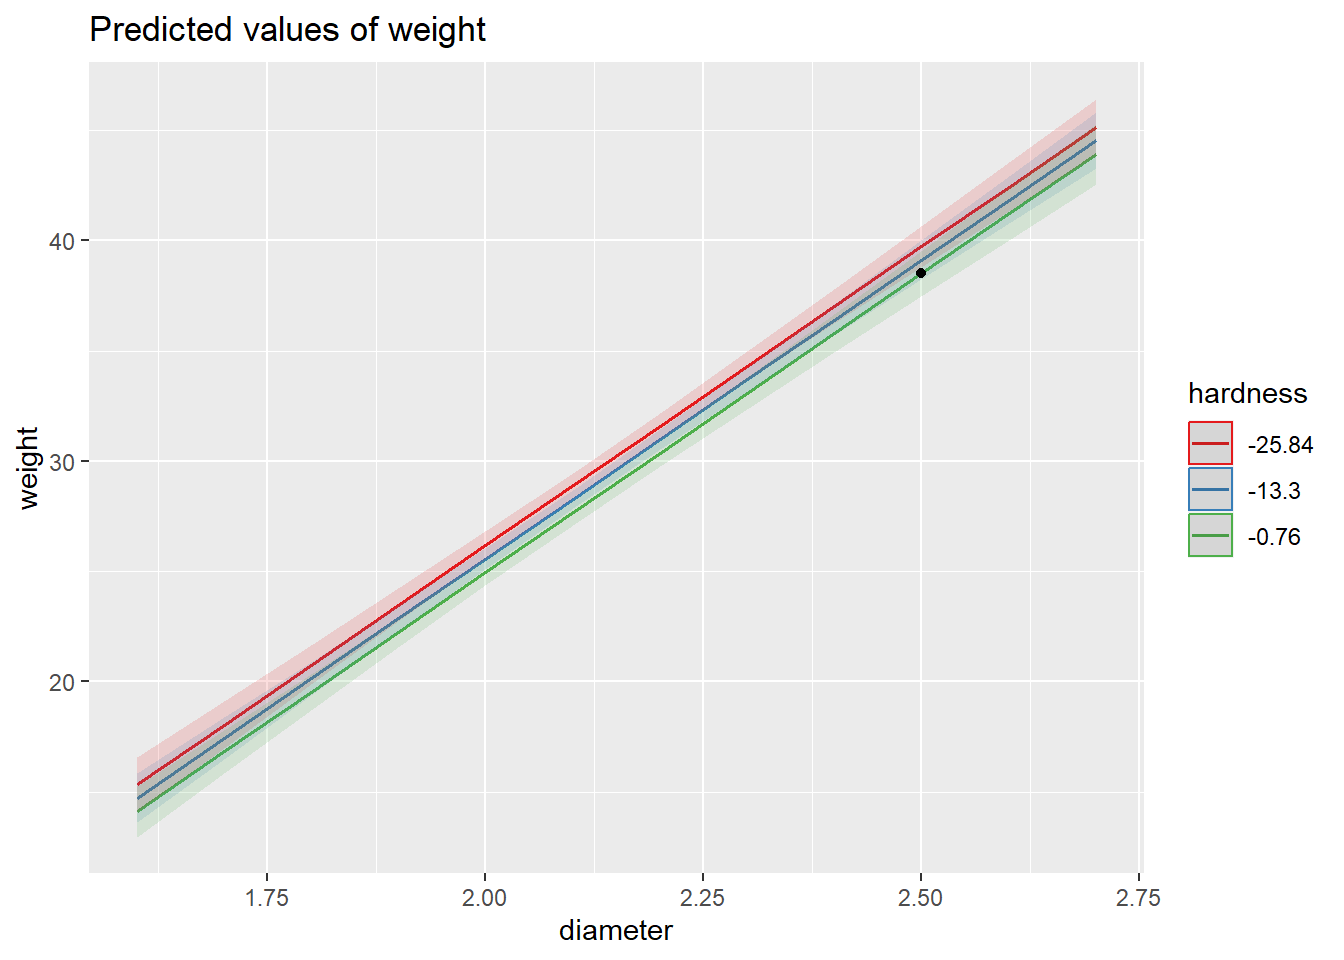 Predicted values of weight
40
30
20
weight
1.75
2.00
2.25
2.50
2.75
diameter
hardness
-25.84
-13.3
-0.76